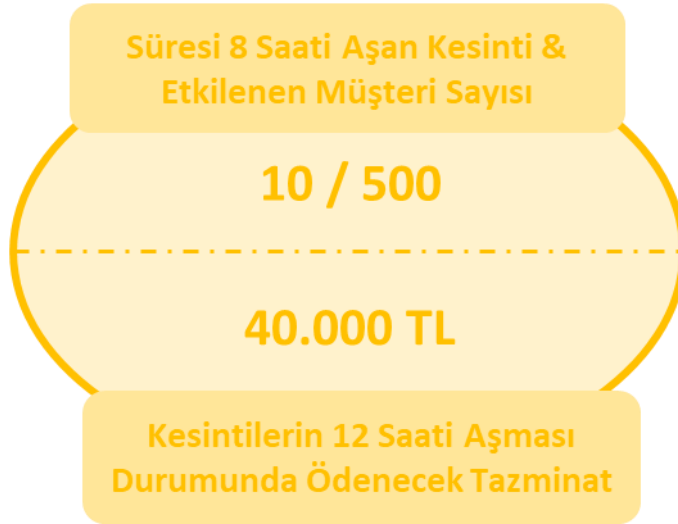 Süresi 8 Saati Aşan Kesinti &
Etkilenen Müşteri Sayısı
10 / 500
40.000 TL
Kesintilerin 12 Saati Aşması
Durumunda Ödenecek Tazminat